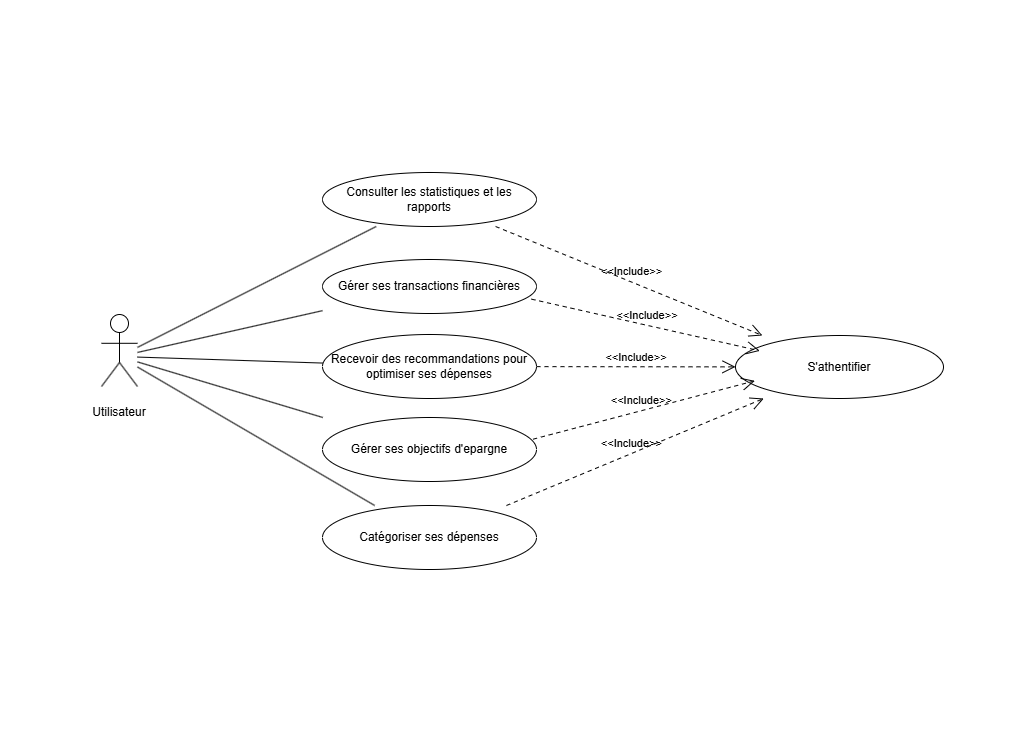 Consulter les statistiques et les
rapports
<<Include>>
Gérer ses transactions financières
<<Include>>
Recevoir des recommandations pour
optimiser ses dépenses
<<Include>>
S'athentifier
Utilisateur
<<Include>>
Gérer ses objectifs d'epargne
<<Include>>
Catégoriser ses dépenses